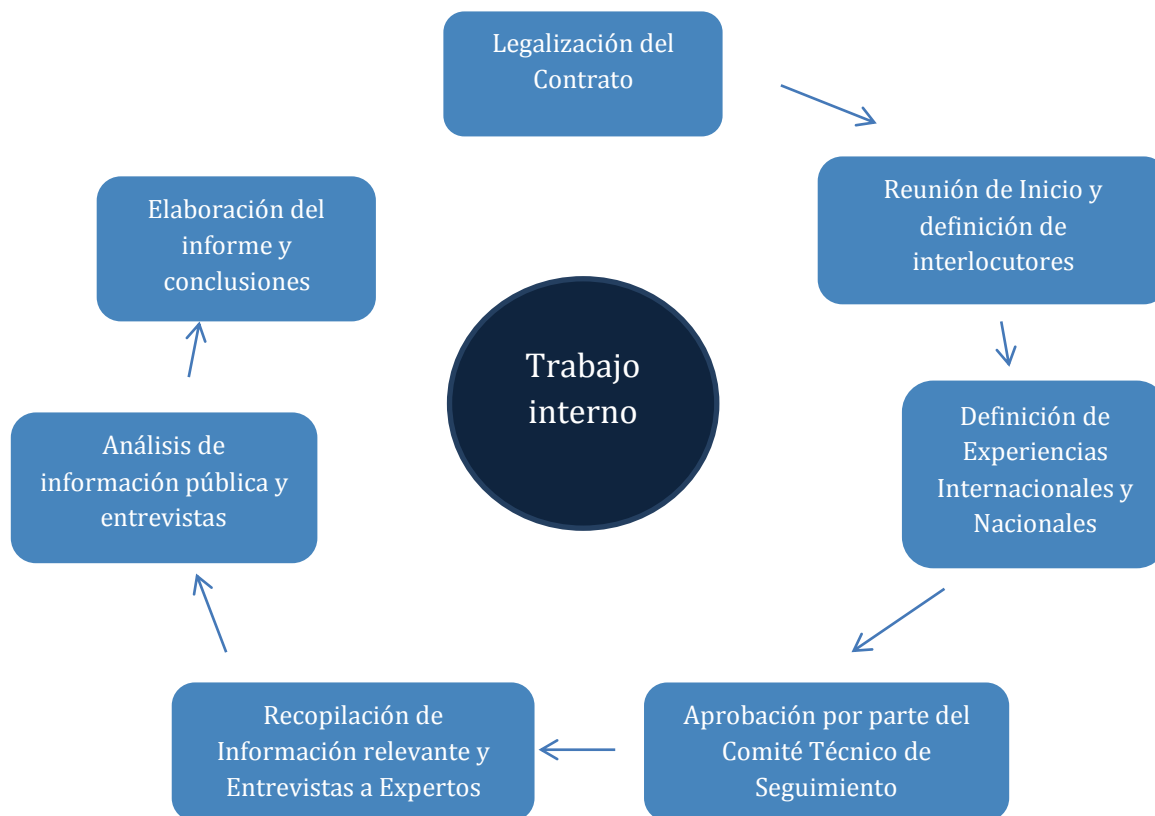 Legalización del
Contrato
Reunión de Inicio y
definición de
interlocutores
Definición de
Experiencias
Internacionales y
Nacionales
Aprobación por parte del
Comité Técnico de
Seguimiento
Recopilación de
Información relevante y
Entrevistas a Expertos
Análisis de
información pública y
entrevistas
Elaboración del
informe y
conclusiones
Trabajo
interno